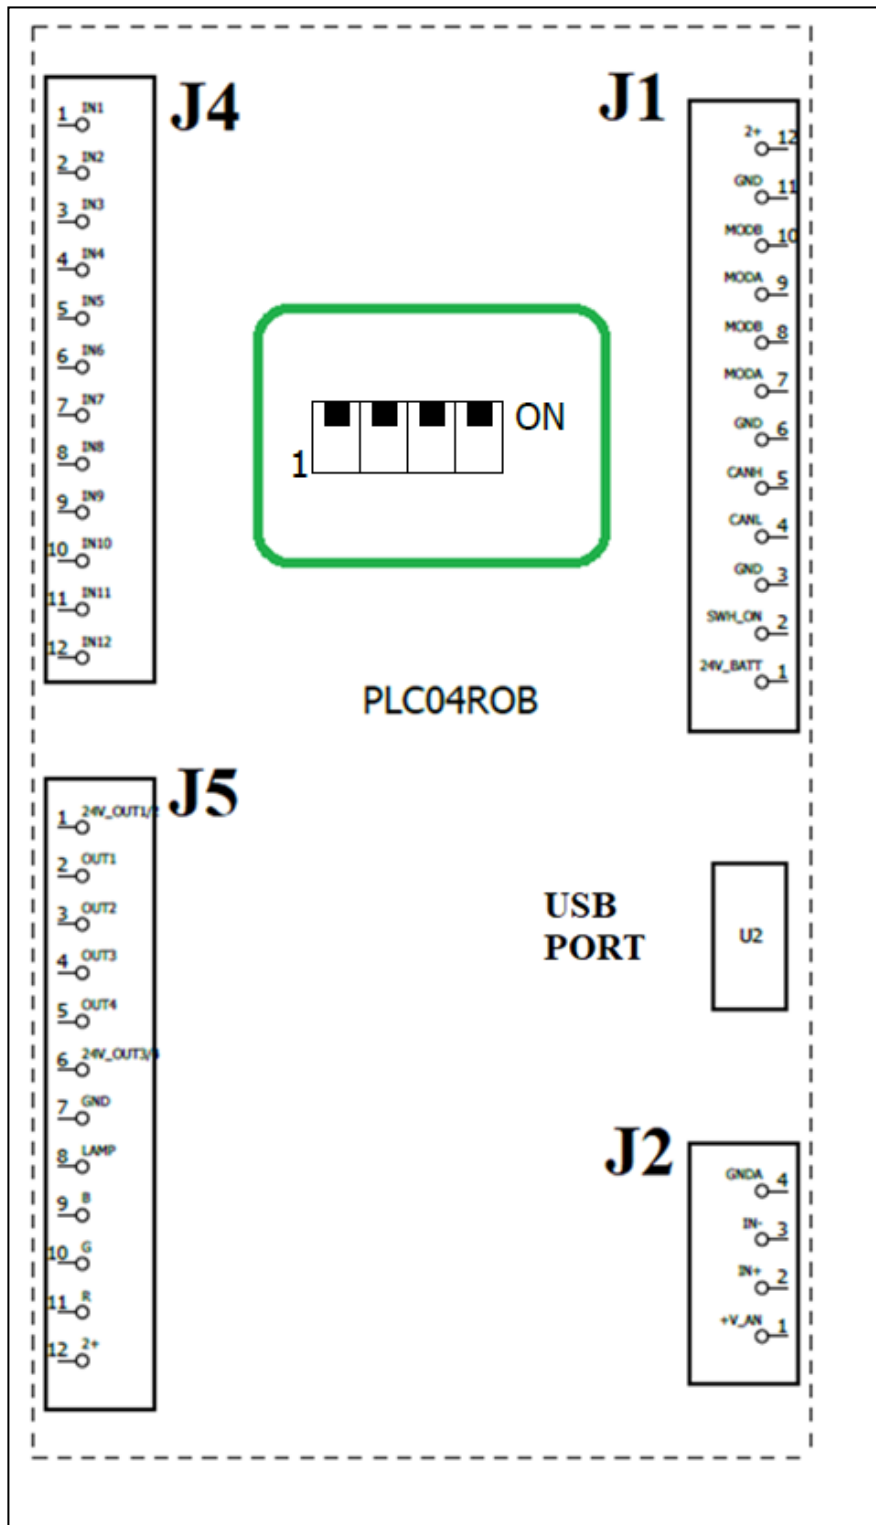 J4
1 IN1
2 IN2
3 IN3
4 IN4
5 IN5
6 IN6
7 IN7
8 IN8
9 IN9
10 IN10
11 IN11
12 IN12
J1
2+ 12
GND 11
MODB 10
MODA 9
MODB 8
MODA 7
GND 6
CANH 5
CANL 4
GND 3
SWH_ON 2
24V_BATT 1
ON
1
PLC04ROB
J5
1 24V_OUT1/2
2 OUT1
3 OUT2
4 OUT3
5 OUT4
6 24V_OUT3/4
7 GND
8 LAMP
9 B
10 G
11 R
12 2+
USB
PORT
U2
J2
GNDA 4
IN- 3
IN+ 2
+V_AN 1